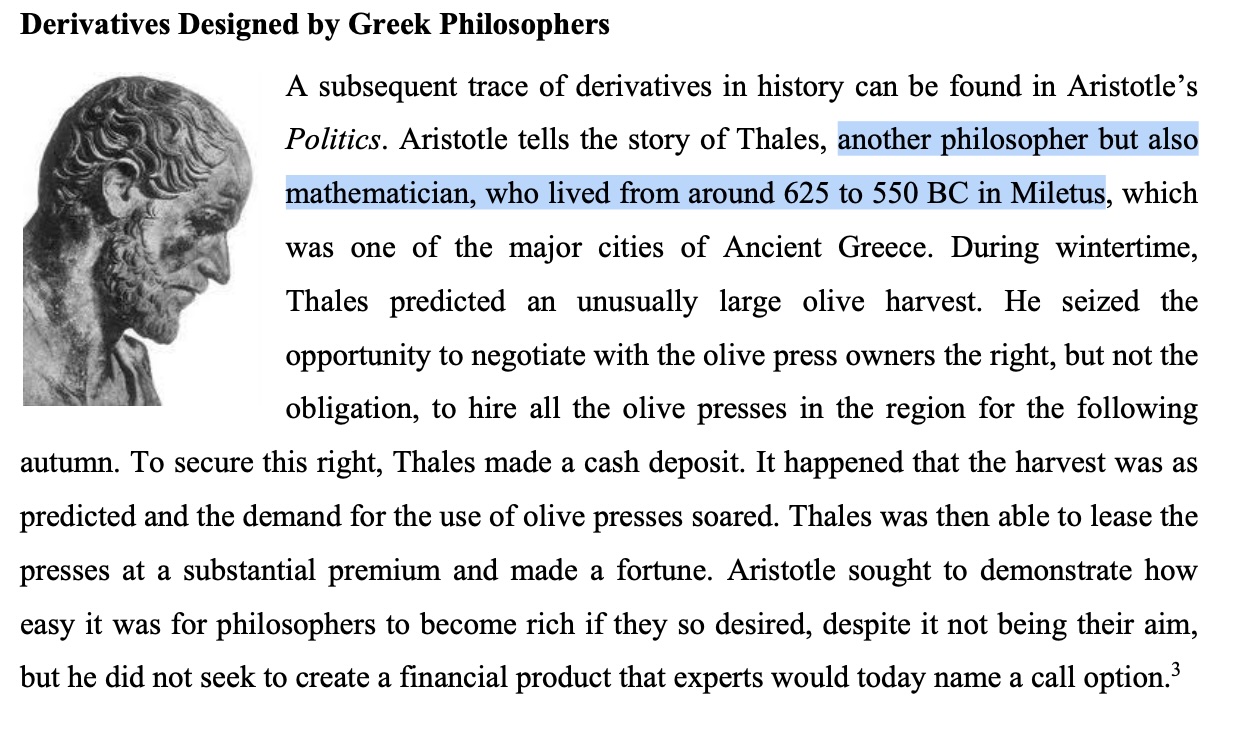 Derivatives Designed by Greek Philosophers
A subsequent trace of derivatives in history can be found in Aristotle’s
Politics. Aristotle tells the story of Thales, another philosopher but also
mathematician, who lived from around 625 to 550 BC in Miletus, which
was one of the major cities of Ancient Greece. During wintertime,
Thales predicted an unusually large olive harvest. He seized the
opportunity to negotiate with the olive press owners the right, but not the
obligation, to hire all the olive presses in the region for the following
autumn. To secure this right, Thales made a cash deposit. It happened that the harvest was as
predicted and the demand for the use of olive presses soared. Thales was then able to lease the
presses at a substantial premium and made a fortune. Aristotle sought to demonstrate how
easy it was for philosophers to become rich if they so desired, despite it not being their aim,
but he did not seek to create a financial product that experts would today name a call option.3